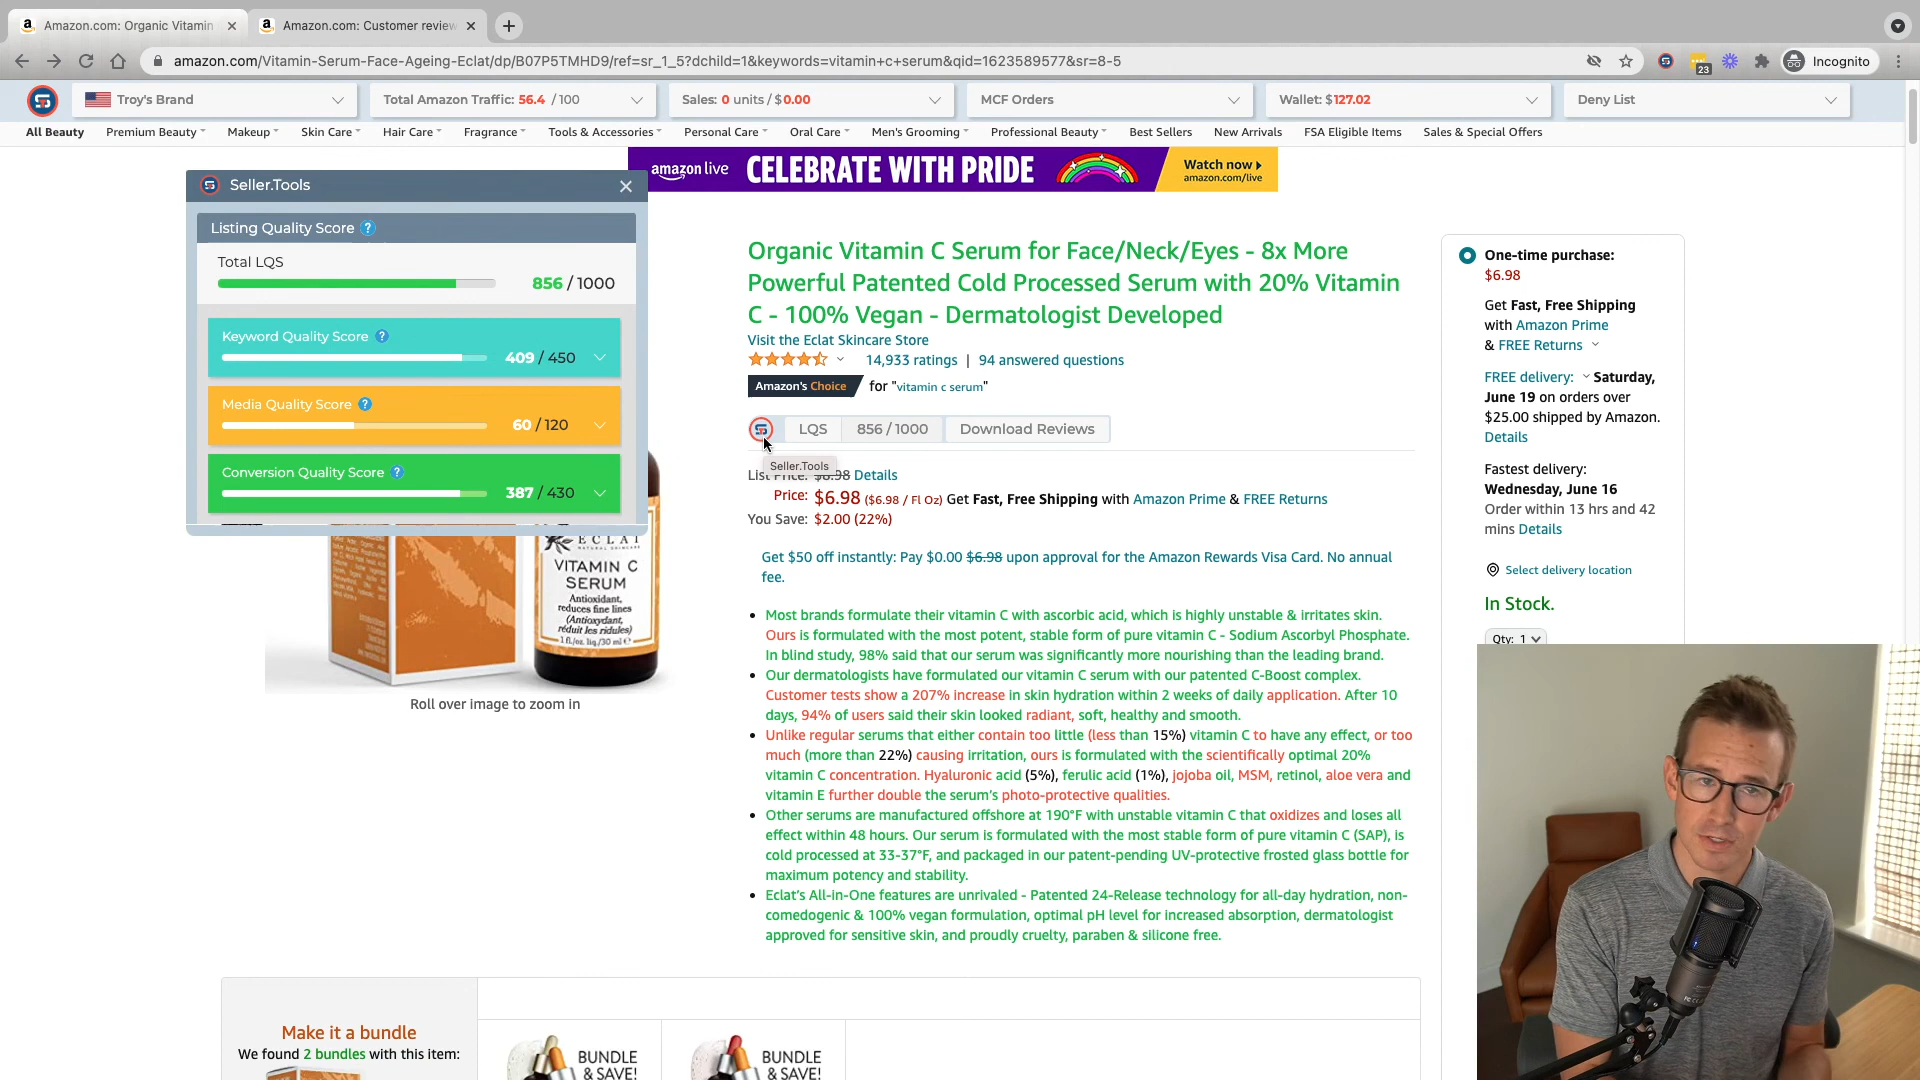 Amazon.com: Organic Vitamin
Amazon.com: Customer review
amazon.com/Vitamin-Serum-Face-Ageing-Eclat/dp/B07P5TMHD9/ref=sr_1_5?dchild=1&keywords=vitamin+c+serum&qid=1623589577&sr=8-5
23
Incognito
Troy's Brand
Total Amazon Traffic: 56.4 / 100
Sales: 0 units / $0.00
MCF Orders
Wallet: $127.02
Deny List
All Beauty Premium Beauty Makeup Skin Care Hair Care Fragrance Tools & Accessories Personal Care Oral Care Men's Grooming Professional Beauty Best Sellers New Arrivals FSA Eligible Items Sales & Special Offers
amazon live CELEBRATE WITH PRIDE
Watch now
amazon.com/live
Seller.Tools
Listing Quality Score
Total LQS
856 / 1000
Keyword Quality Score
409 / 450
Media Quality Score
60 / 120
Conversion Quality Score
387 / 430
ECLAT
NATURAL SKINCARE
VITAMIN C
SERUM
Antioxidant,
reduces fine lines
(Antioxydant,
réduit les ridules)
1 fl.oz. liq./30 ml e
Roll over image to zoom in
Organic Vitamin C Serum for Face/Neck/Eyes - 8x More
Powerful Patented Cold Processed Serum with 20% Vitamin
C - 100% Vegan - Dermatologist Developed
Visit the Eclat Skincare Store
14,933 ratings | 94 answered questions
Amazon's Choice for "vitamin c serum"
LQS 856 / 1000 Download Reviews
Seller.Tools
List Price: $8.98 Details
Price: $6.98 ($6.98 / Fl Oz) Get Fast, Free Shipping with Amazon Prime & FREE Returns
You Save: $2.00 (22%)
Get $50 off instantly: Pay $0.00 $6.98 upon approval for the Amazon Rewards Visa Card. No annual
fee.
Most brands formulate their vitamin C with ascorbic acid, which is highly unstable & irritates skin.
Ours is formulated with the most potent, stable form of pure vitamin C - Sodium Ascorbyl Phosphate.
In blind study, 98% said that our serum was significantly more nourishing than the leading brand.
Our dermatologists have formulated our vitamin C serum with our patented C-Boost complex.
Customer tests show a 207% increase in skin hydration within 2 weeks of daily application. After 10
days, 94% of users said their skin looked radiant, soft, healthy and smooth.
Unlike regular serums that either contain too little (less than 15%) vitamin C to have any effect, or too
much (more than 22%) causing irritation, ours is formulated with the scientifically optimal 20%
vitamin C concentration. Hyaluronic acid (5%), ferulic acid (1%), jojoba oil, MSM, retinol, aloe vera and
vitamin E further double the serum's photo-protective qualities.
Other serums are manufactured offshore at 190°F with unstable vitamin C that oxidizes and loses all
effect within 48 hours. Our serum is formulated with the most stable form of pure vitamin C (SAP), is
cold processed at 33-37°F, and packaged in our patent-pending UV-protective frosted glass bottle for
maximum potency and stability.
Eclat's All-in-One features are unrivaled - Patented 24-Release technology for all-day hydration, non-
comedogenic & 100% vegan formulation, optimal pH level for increased absorption, dermatologist
approved for sensitive skin, and proudly cruelty, paraben & silicone free.
One-time purchase:
$6.98
Get Fast, Free Shipping
with Amazon Prime
& FREE Returns
FREE delivery: Saturday,
June 19 on orders over
$25.00 shipped by Amazon.
Details
Fastest delivery:
Wednesday, June 16
Order within 13 hrs and 42
mins Details
Select delivery location
In Stock.
Qty: 1
Make it a bundle
We found 2 bundles with this item:
BUNDLE
& SAVE!
BUNDLE
& SAVE!